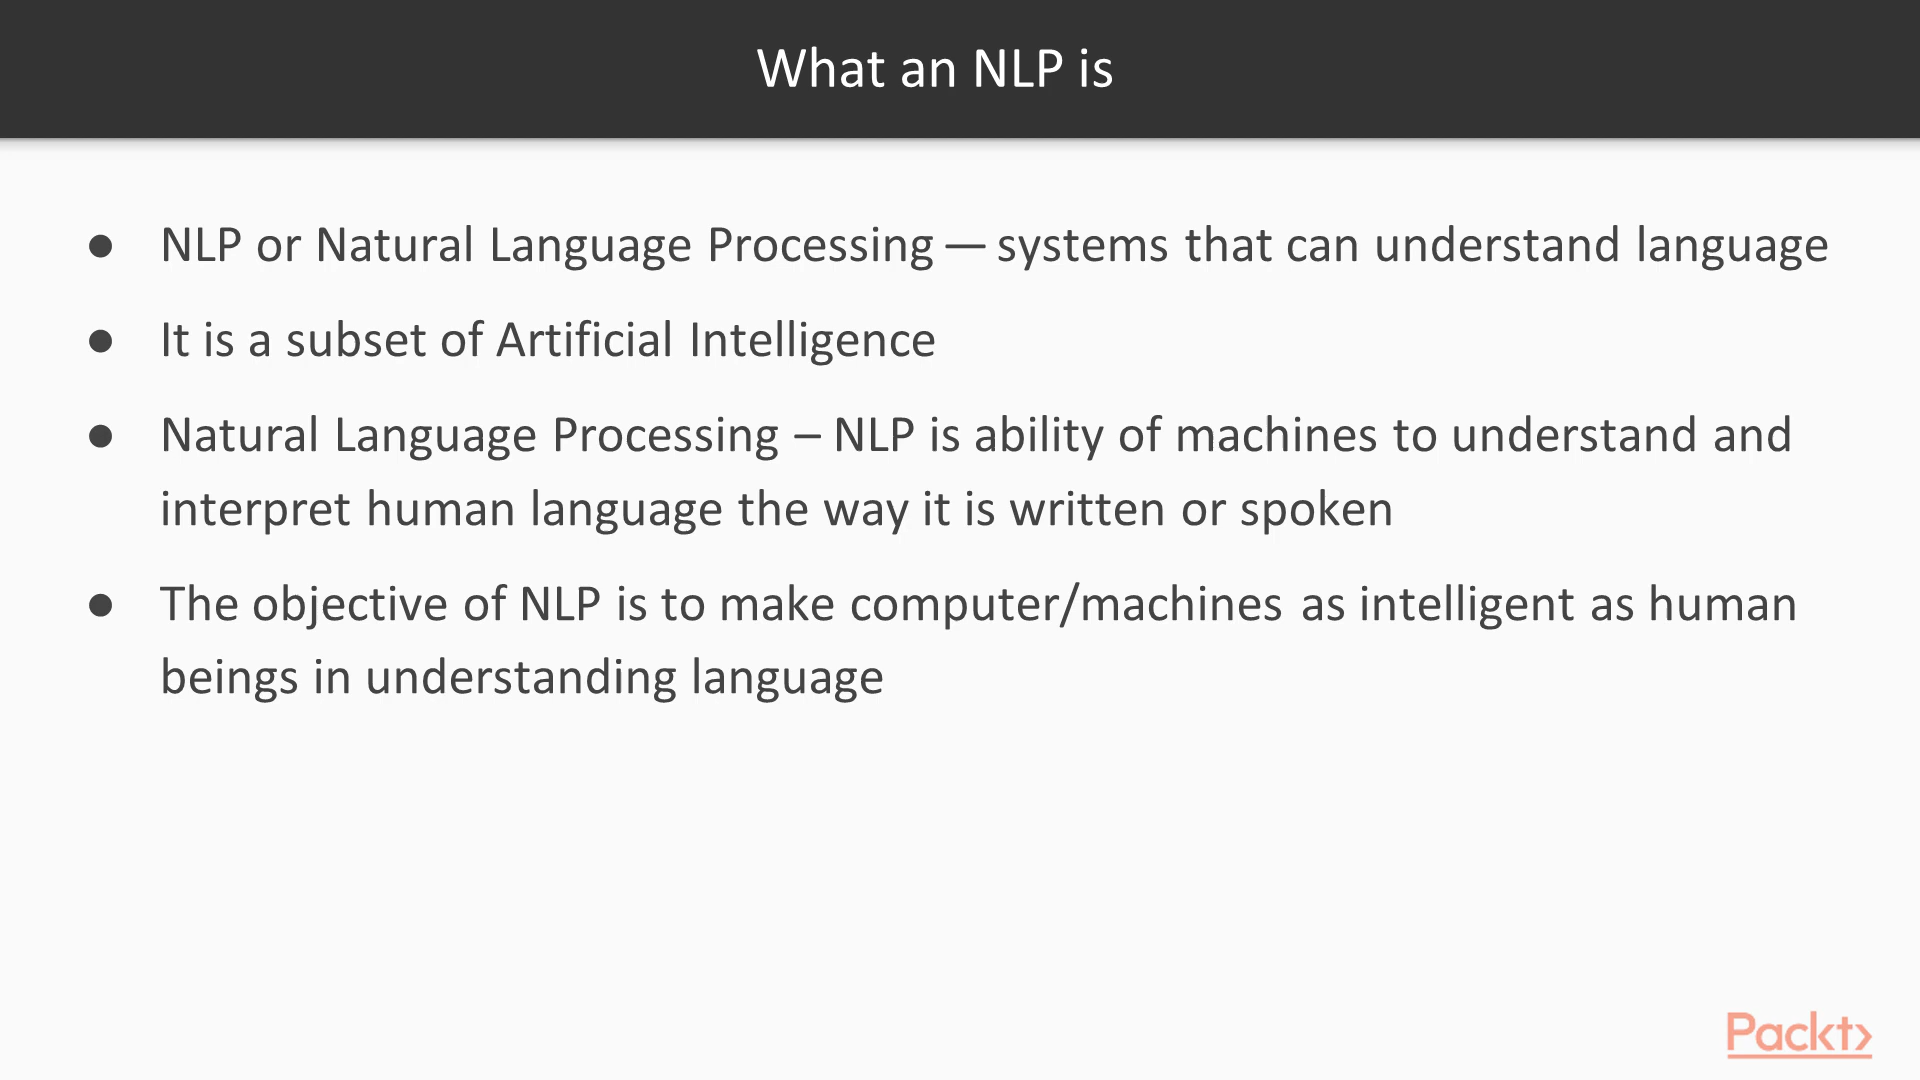 What an NLP is
● NLP or Natural Language Processing — systems that can understand language
● It is a subset of Artificial Intelligence
● Natural Language Processing – NLP is ability of machines to understand and
interpret human language the way it is written or spoken
● The objective of NLP is to make computer/machines as intelligent as human
beings in understanding language
Packt>